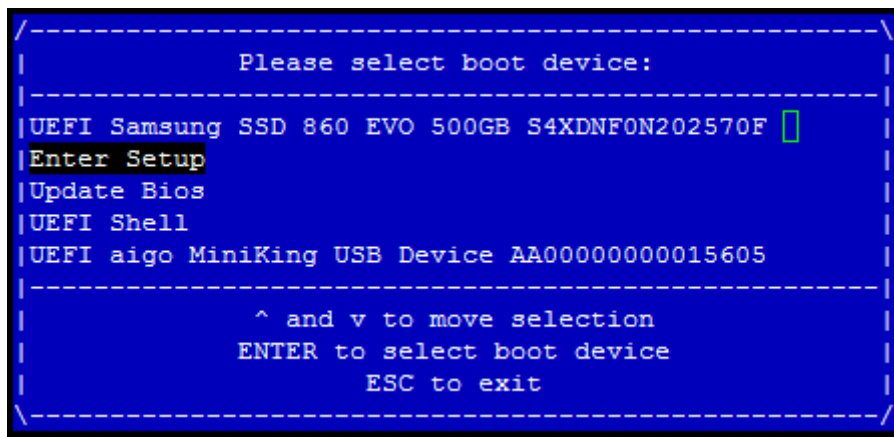 /-----------------------------------------------------\
| Please select boot device: |
|-----------------------------------------------------|
|UEFI Samsung SSD 860 EVO 500GB S4XDNF0N202570F |
|Enter Setup |
|Update Bios |
|UEFI Shell |
|UEFI aigo MiniKing USB Device AA00000000015605 |
|-----------------------------------------------------|
| ^ and v to move selection |
| ENTER to select boot device |
| ESC to exit |
\-----------------------------------------------------/